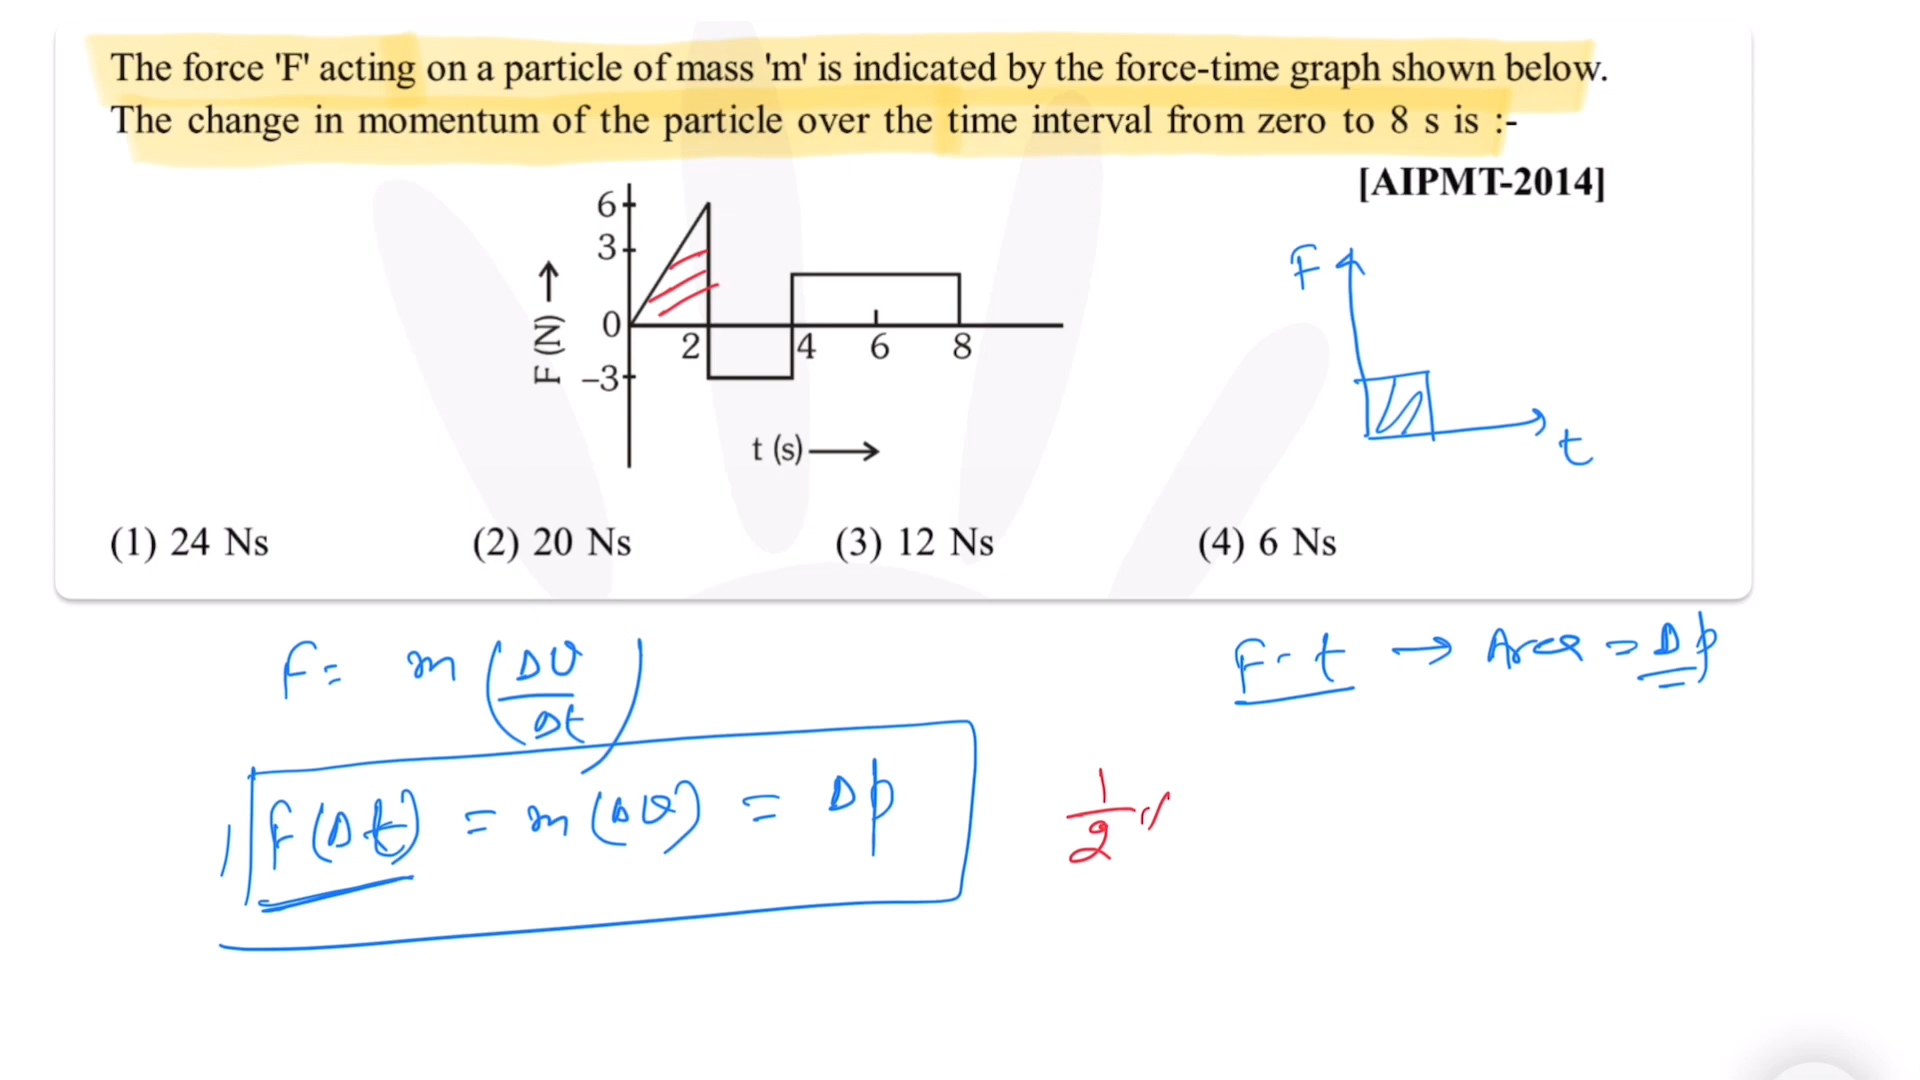 The force 'F' acting on a particle of mass 'm' is indicated by the force-time graph shown below.
The change in momentum of the particle over the time interval from zero to 8 s is :-
[AIPMT-2014]
6
3
0
-3
F (N) →
2
4
6
8
t (s) →
F
t
(1) 24 Ns
(2) 20 Ns
(3) 12 Ns
(4) 6 Ns
F = m (Δv/Δt)
F-t → Area = Δp
F(Δt) = m(Δv) = Δp
1/2